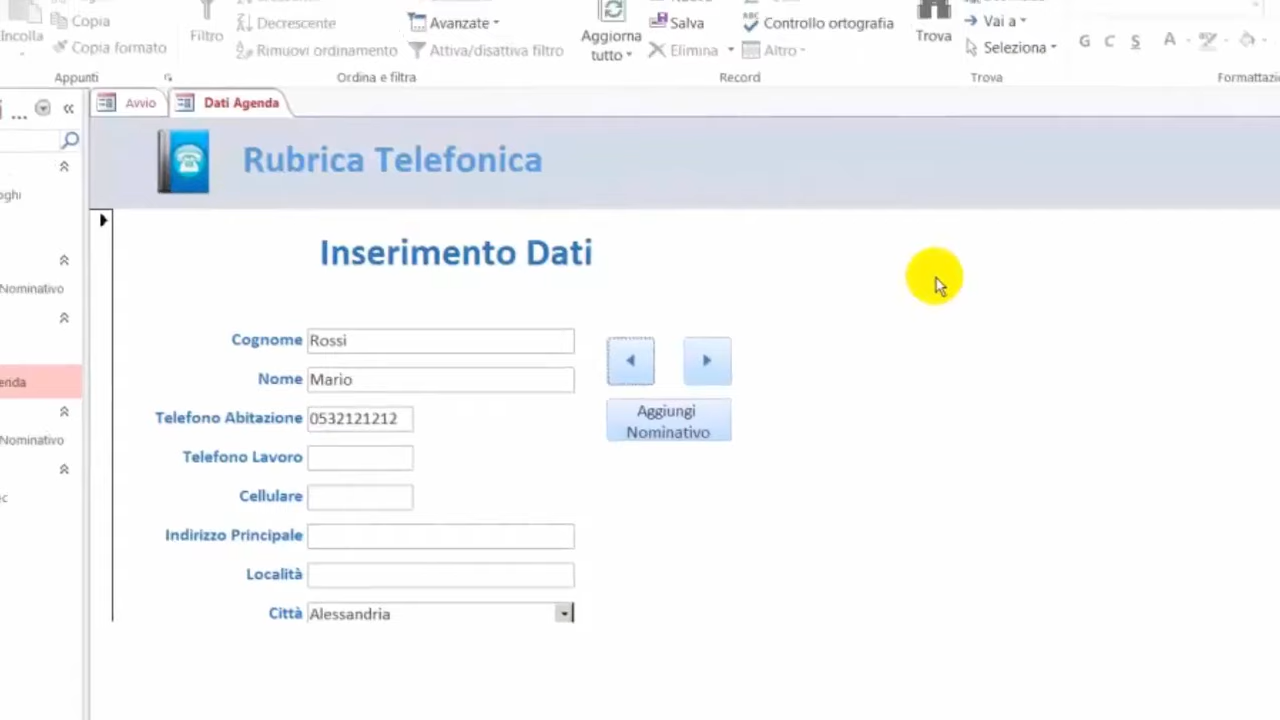 Incolla
Copia
Copia formato
Appunti
Filtro
Decrescente
Rimuovi ordinamento
Avanzate
Attiva/disattiva filtro
Ordina e filtra
Aggiorna
tutto
Salva
Elimina
Controllo ortografia
Altro
Record
Trova
Vai a
Seleziona
Trova
G C S A
...
Avvio
Dati Agenda
Rubrica Telefonica
Nominativo
Nominativo
Inserimento Dati
Cognome Rossi
Nome Mario
Telefono Abitazione 0532121212
Telefono Lavoro
Cellulare
Indirizzo Principale
Località
Città Alessandria
Aggiungi
Nominativo